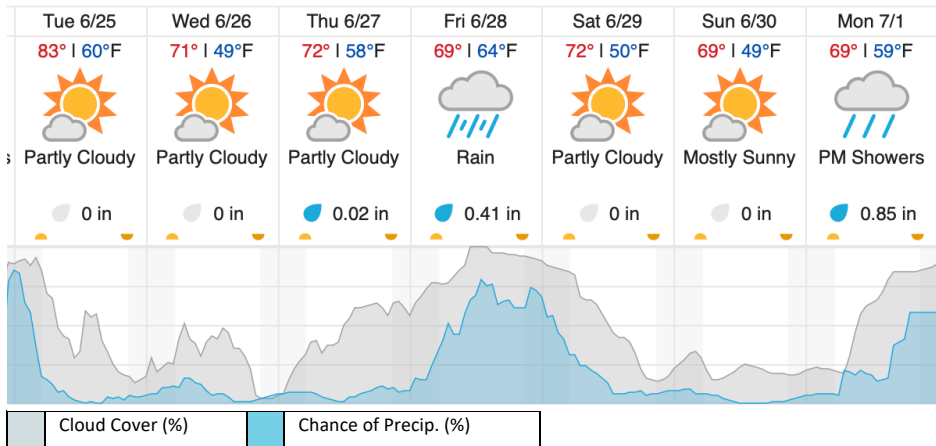 Tue 6/25 Wed 6/26 Thu 6/27 Fri 6/28 Sat 6/29 Sun 6/30 Mon 7/1
83° | 60°F 71° | 49°F 72° | 58°F 69° | 64°F 72° | 50°F 69° | 49°F 69° | 59°F
s Partly Cloudy Partly Cloudy Partly Cloudy Rain Partly Cloudy Mostly Sunny PM Showers
0 in 0 in 0.02 in 0.41 in 0 in 0 in 0.85 in
Cloud Cover (%) Chance of Precip. (%)